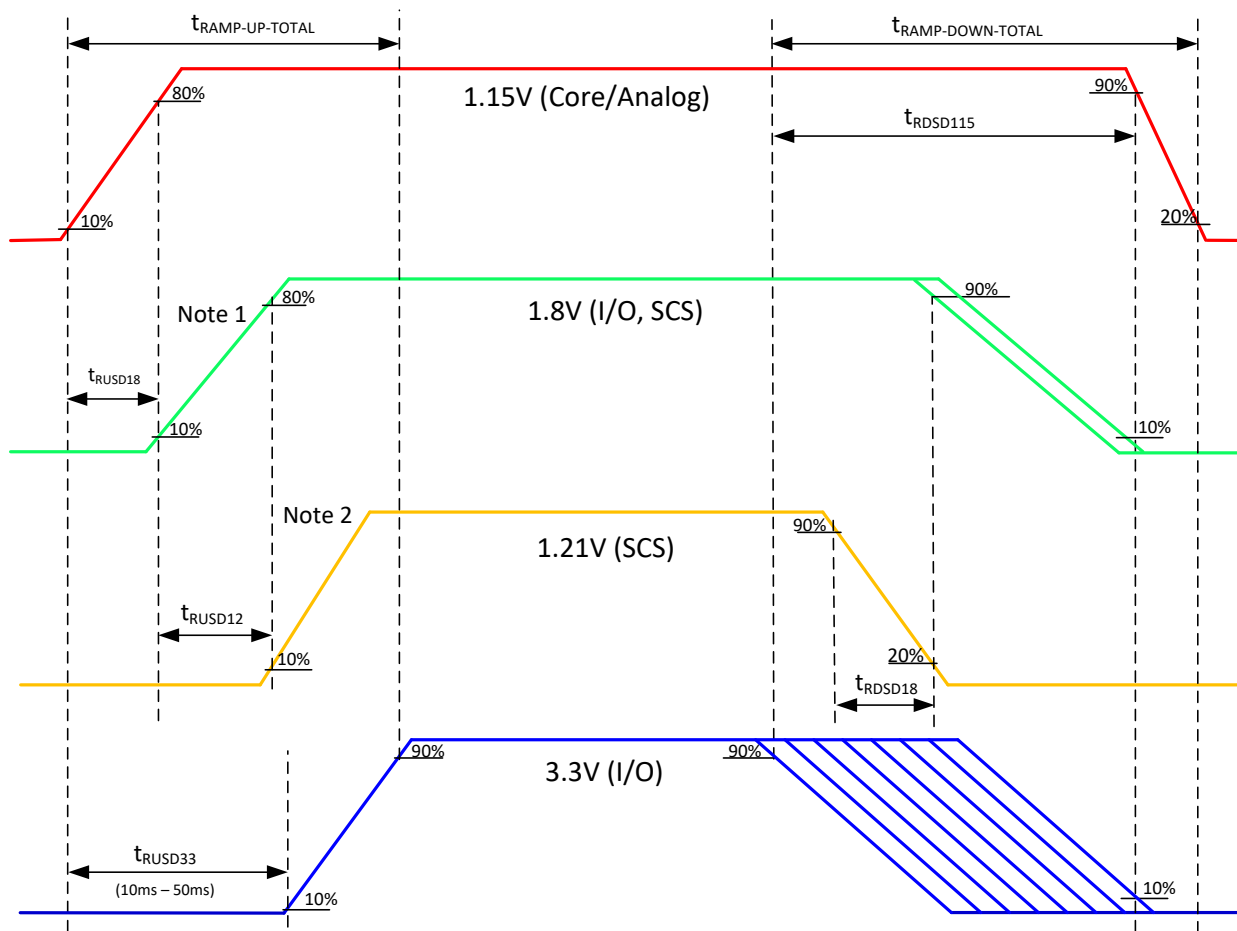 tRAMP-UP-TOTAL
tRAMP-DOWN-TOTAL
80%
1.15V (Core/Analog)
90%
tRDSD115
10%
20%
Note 1
80%
1.8V (I/O, SCS)
90%
tRUSD18
10%
10%
Note 2
90%
1.21V (SCS)
tRUSD12
10%
20%
tRDSD18
90%
90%
3.3V (I/O)
tRUSD33
(10ms – 50ms)
10%
10%